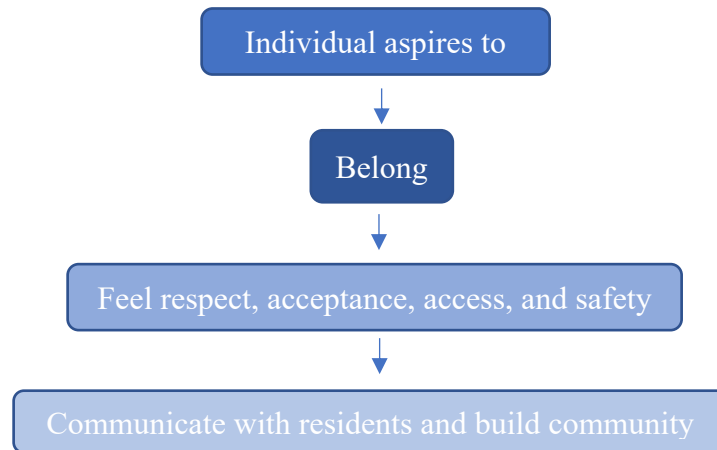 Individual aspires to
Belong
Feel respect, acceptance, access, and safety
Communicate with residents and build community